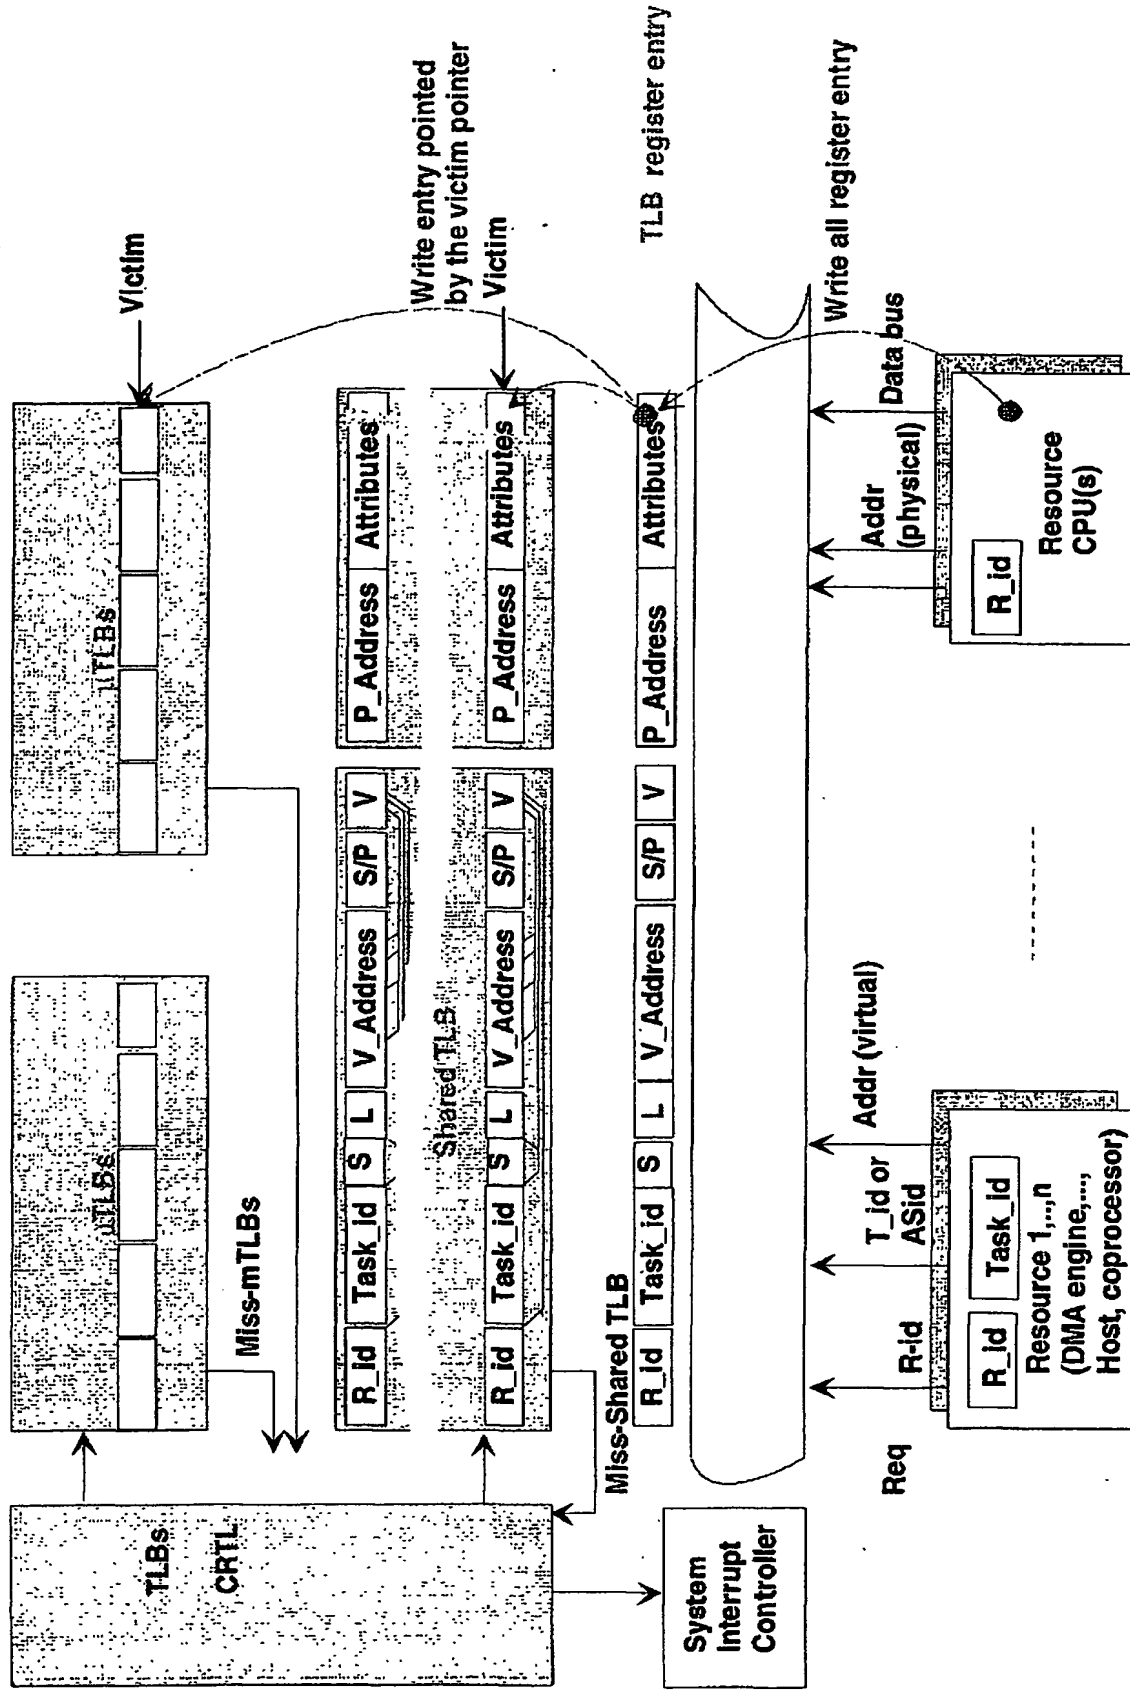 TLBs
CRTL
µTLBs
µTLBs
Victim
Miss-mTLBs
Write entry pointed
by the victim pointer
R_id Task_id S L V_Address S/P V P_Address Attributes
Shared TLB
Victim
R_id Task_id S L V_Address S/P V P_Address Attributes
Miss-Shared TLB
TLB register entry
R_id Task_id S L V_Address S/P V P_Address Attributes
System
Interrupt
Controller
Write all register entry
Req
R-id
T_id or
ASid
Addr (virtual)
Addr
(physical)
Data bus
R_id Task_id
Resource 1,..,n
(DMA engine,...,
Host, coprocessor)
R_id
Resource
CPU(s)